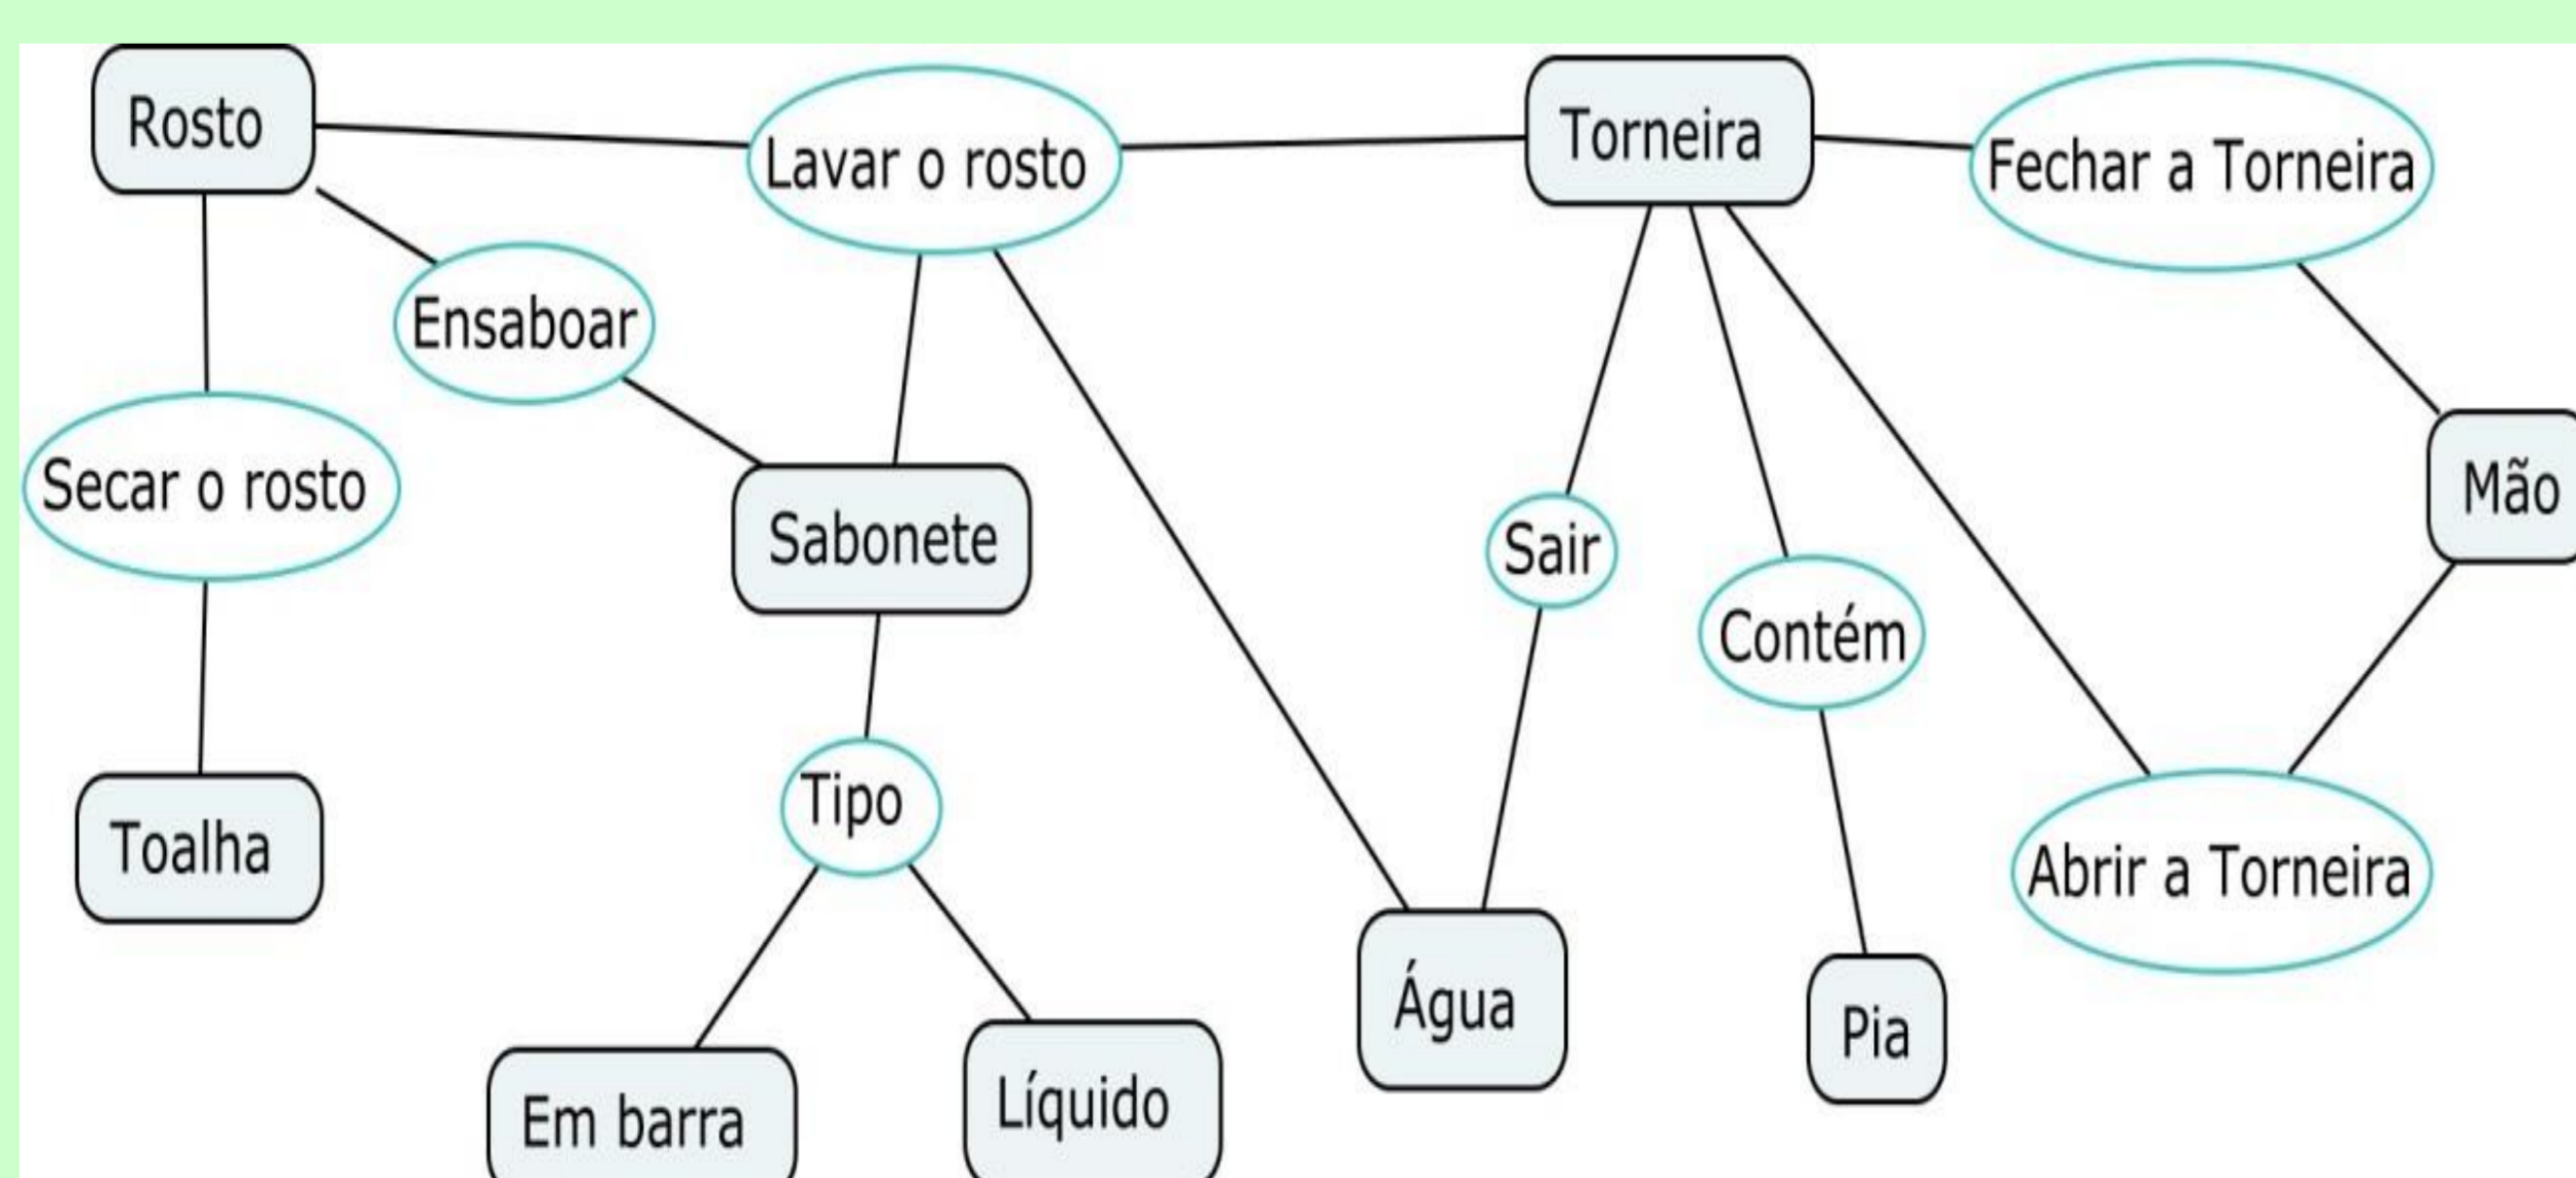 Rosto
Lavar o rosto
Torneira
Fechar a Torneira
Ensaboar
Secar o rosto
Sabonete
Sair
Mão
Contém
Tipo
Toalha
Abrir a Torneira
Água
Pia
Em barra
Líquido